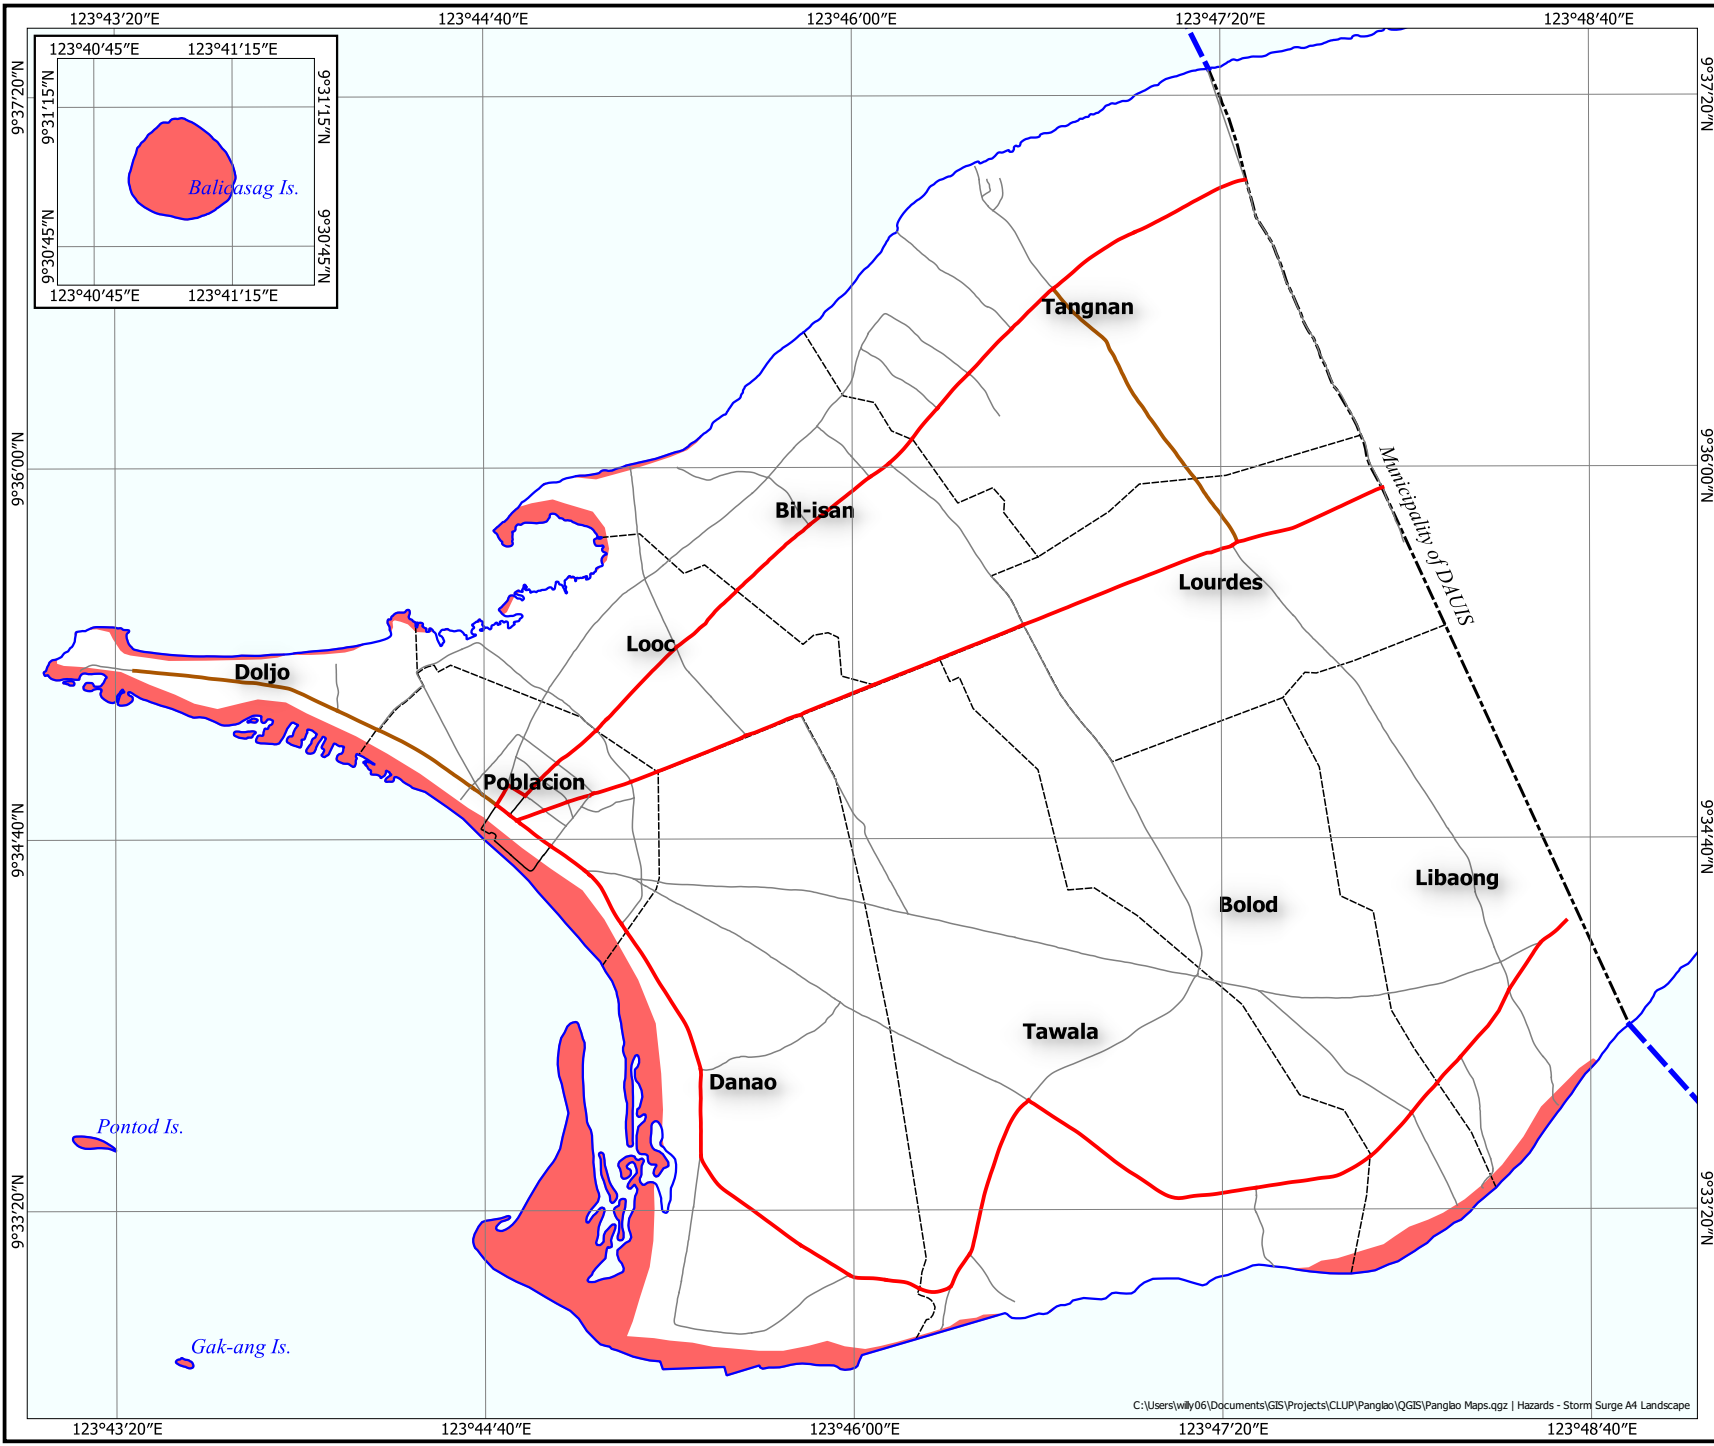 123°43′20″E
123°44′40″E
123°46′00″E
123°47′20″E
123°48′40″E
123°40′45″E
123°41′15″E
9°31′15″N
9°31′15″N
Balicasag Is.
9°30′45″N
9°30′45″N
123°40′45″E
123°41′15″E
9°37′20″N
9°37′20″N
Tangnan
9°36′00″N
9°36′00″N
Municipality of DAUIS
Bil-isan
Lourdes
Looc
Doljo
Poblacion
9°34′40″N
9°34′40″N
Libaong
Bolod
Tawala
Danao
Pontod Is.
9°33′20″N
9°33′20″N
Gak-ang Is.
C:\Users\willy06\Documents\GIS\Projects\CLUP\Panglao\QGIS\Panglao Maps.qgz | Hazards - Storm Surge A4 Landscape
123°43′20″E
123°44′40″E
123°46′00″E
123°47′20″E
123°48′40″E